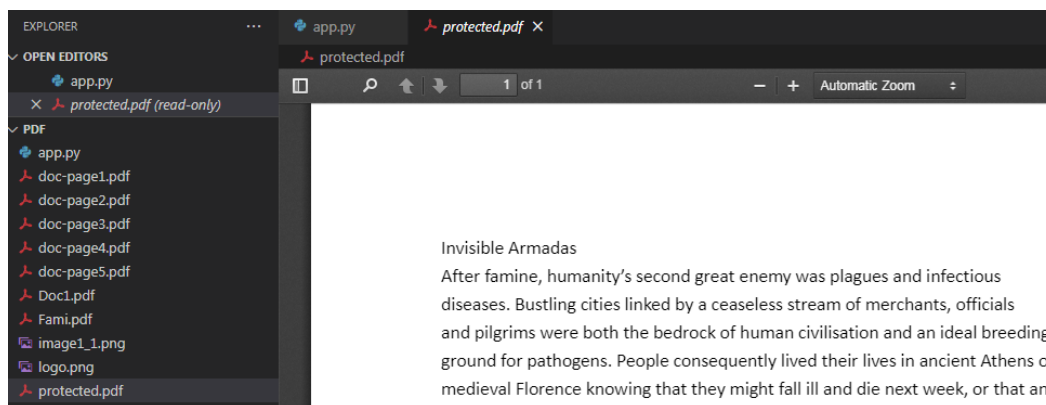 EXPLORER ...
OPEN EDITORS
app.py
protected.pdf (read-only)
PDF
app.py
doc-page1.pdf
doc-page2.pdf
doc-page3.pdf
doc-page4.pdf
doc-page5.pdf
Doc1.pdf
Fami.pdf
image1_1.png
logo.png
protected.pdf
app.py protected.pdf
protected.pdf
1 of 1 Automatic Zoom
Invisible Armadas
After famine, humanity’s second great enemy was plagues and infectious
diseases. Bustling cities linked by a ceaseless stream of merchants, officials
and pilgrims were both the bedrock of human civilisation and an ideal breeding
ground for pathogens. People consequently lived their lives in ancient Athens
medieval Florence knowing that they might fall ill and die next week, or that